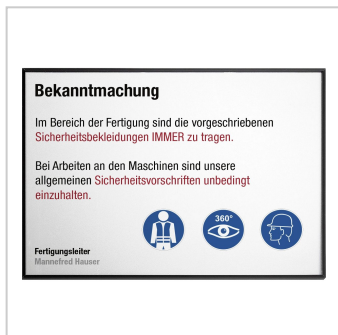 Bekanntmachung
Im Bereich der Fertigung sind die vorgeschriebenen
Sicherheitsbekleidungen IMMER zu tragen.
Bei Arbeiten an den Maschinen sind unsere
allgemeinen Sicherheitsvorschriften unbedingt
einzuhalten.
360°
Fertigungsleiter
Mannefred Hauser